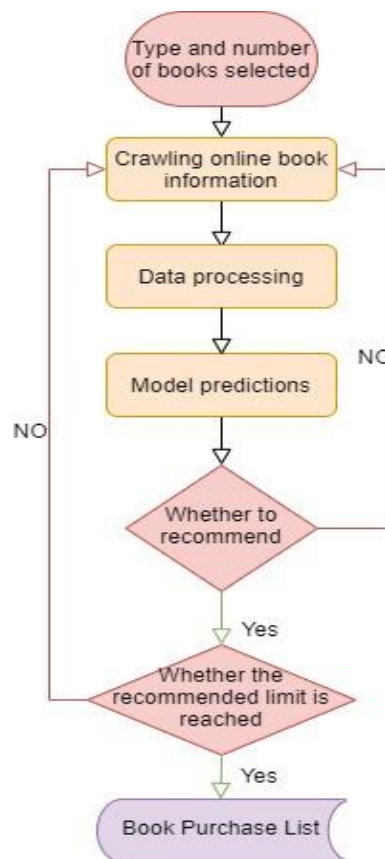 Type and number
of books selected
Crawling online book
information
Data processing
Model predictions
NO
NO
Whether to
recommend
Yes
Whether the
recommended limit is
reached
Yes
Book Purchase List